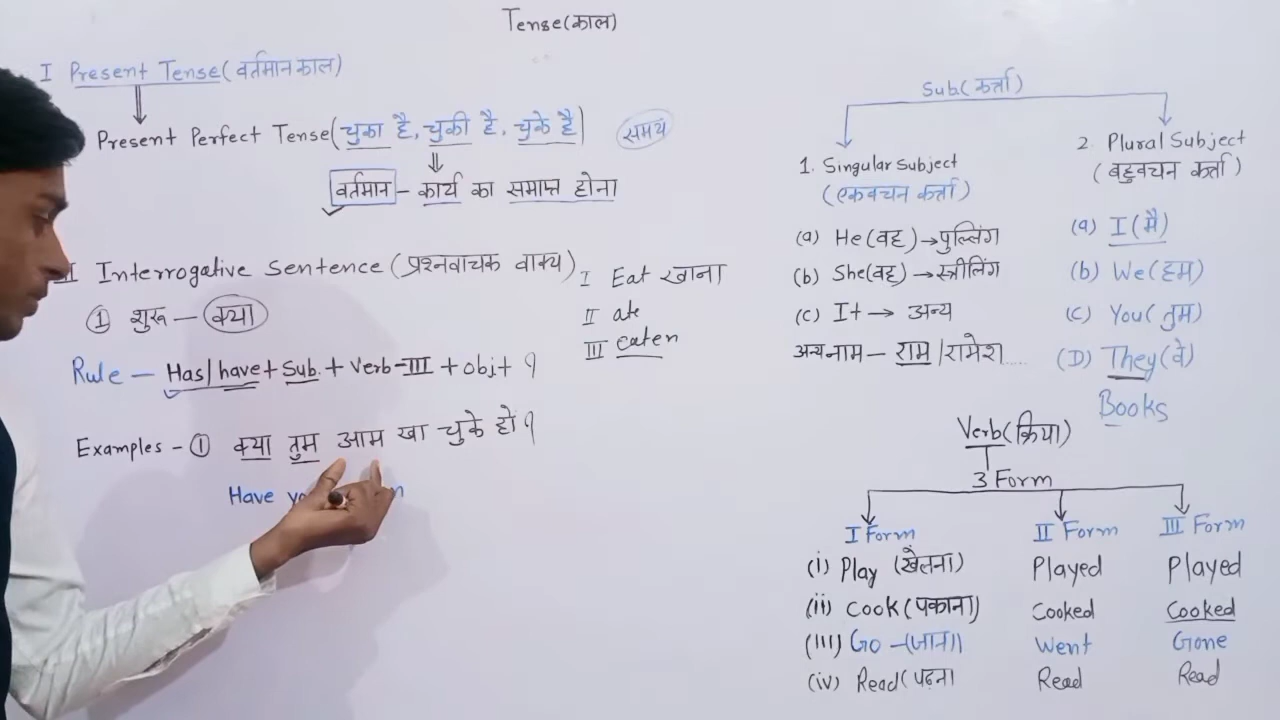 Tense(काल)
I Present Tense(वर्तमान काल)
Present Perfect Tense(चुका है, चुकी है, चुके है) समय
वर्तमान - कार्य का समाप्त होना
II Interrogative Sentence (प्रश्नवाचक वाक्य)
① शुरू — क्या
Rule — Has/have + Sub. + Verb-III + obj + ?
Examples - ① क्या तुम आम खा चुके हो?
Have
I Eat खाना
II ate
III eaten
Sub(कर्त्ता)
1. Singular Subject
(एकवचन कर्त्ता)
(a) He(वह) → पुल्लिंग
(b) She(वह) → स्त्रीलिंग
(c) It → अन्य
अन्य नाम — राम/रामेश.....
2. Plural Subject
(बहुवचन कर्त्ता)
(a) I(मै)
(b) We(हम)
(c) You(तुम)
(D) They(वे)
Books
Verb(क्रिया)
3 Form
I Form II Form III Form
(i) Play (खेलना) Played Played
(ii) Cook(पकाना) Cooked Cooked
(III) Go -(जाना) Went Gone
(iv) Read(पढ़ना Read Read